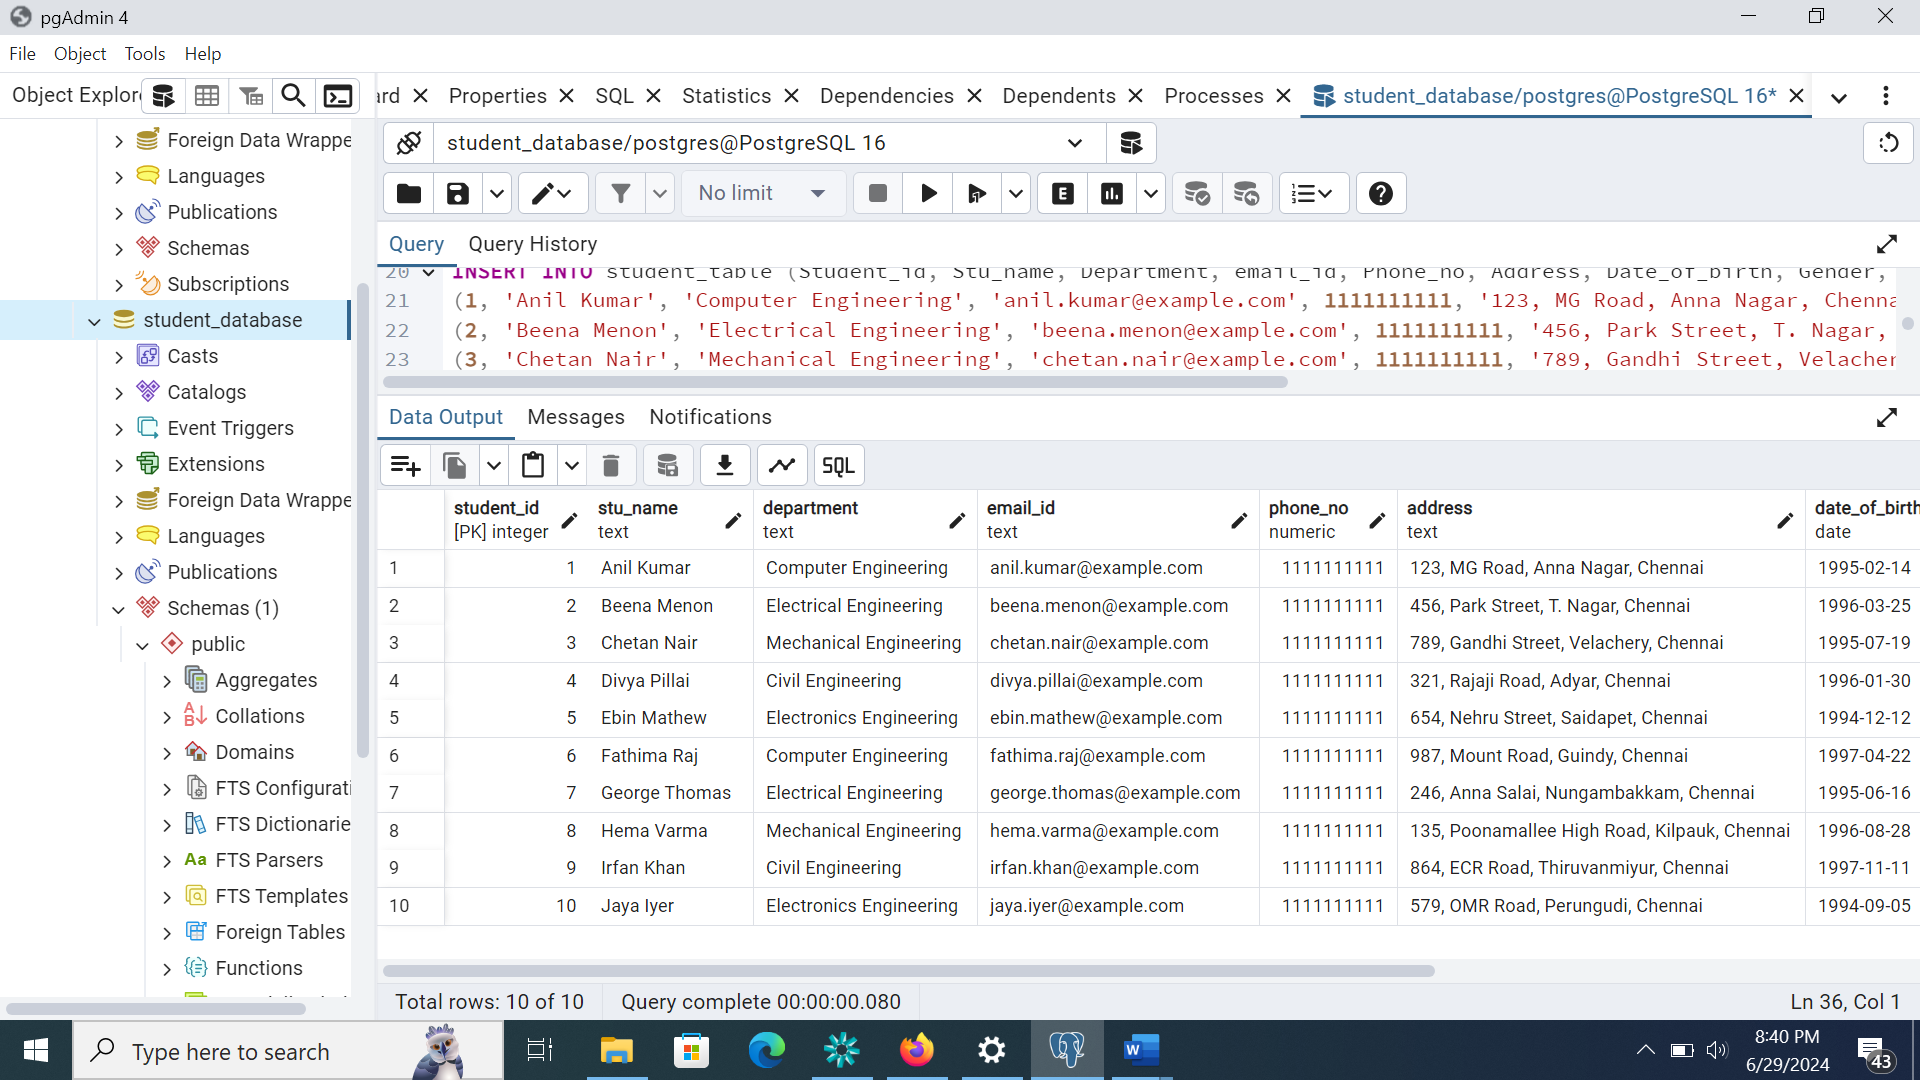 pgAdmin 4
File Object Tools Help
Object Explor
ard Properties SQL Statistics Dependencies Dependents Processes student_database/postgres@PostgreSQL 16*
Foreign Data Wrappe
Languages
Publications
Schemas
Subscriptions
student_database
Casts
Catalogs
Event Triggers
Extensions
Foreign Data Wrappe
Languages
Publications
Schemas (1)
public
Aggregates
Collations
Domains
FTS Configurati
FTS Dictionarie
Aa FTS Parsers
FTS Templates
Foreign Tables
Functions
student_database/postgres@PostgreSQL 16
No limit
E
Query Query History
20 INSERT INTO student_table (Student_id, Stu_name, Department, email_id, Phone_no, Address, Date_of_birth, Gender,
21 (1, 'Anil Kumar', 'Computer Engineering', 'anil.kumar@example.com', 1111111111, '123, MG Road, Anna Nagar, Chenna
22 (2, 'Beena Menon', 'Electrical Engineering', 'beena.menon@example.com', 1111111111, '456, Park Street, T. Nagar,
23 (3, 'Chetan Nair', 'Mechanical Engineering', 'chetan.nair@example.com', 1111111111, '789, Gandhi Street, Velacher
Data Output Messages Notifications
SQL
student_id stu_name department email_id phone_no address date_of_birth
[PK] integer text text text numeric text date
1 1 Anil Kumar Computer Engineering anil.kumar@example.com 1111111111 123, MG Road, Anna Nagar, Chennai 1995-02-14
2 2 Beena Menon Electrical Engineering beena.menon@example.com 1111111111 456, Park Street, T. Nagar, Chennai 1996-03-25
3 3 Chetan Nair Mechanical Engineering chetan.nair@example.com 1111111111 789, Gandhi Street, Velachery, Chennai 1995-07-19
4 4 Divya Pillai Civil Engineering divya.pillai@example.com 1111111111 321, Rajaji Road, Adyar, Chennai 1996-01-30
5 5 Ebin Mathew Electronics Engineering ebin.mathew@example.com 1111111111 654, Nehru Street, Saidapet, Chennai 1994-12-12
6 6 Fathima Raj Computer Engineering fathima.raj@example.com 1111111111 987, Mount Road, Guindy, Chennai 1997-04-22
7 7 George Thomas Electrical Engineering george.thomas@example.com 1111111111 246, Anna Salai, Nungambakkam, Chennai 1995-06-16
8 8 Hema Varma Mechanical Engineering hema.varma@example.com 1111111111 135, Poonamallee High Road, Kilpauk, Chennai 1996-08-28
9 9 Irfan Khan Civil Engineering irfan.khan@example.com 1111111111 864, ECR Road, Thiruvanmiyur, Chennai 1997-11-11
10 10 Jaya Iyer Electronics Engineering jaya.iyer@example.com 1111111111 579, OMR Road, Perungudi, Chennai 1994-09-05
Total rows: 10 of 10 Query complete 00:00:00.080 Ln 36, Col 1
Type here to search
W
8:40 PM
6/29/2024
43